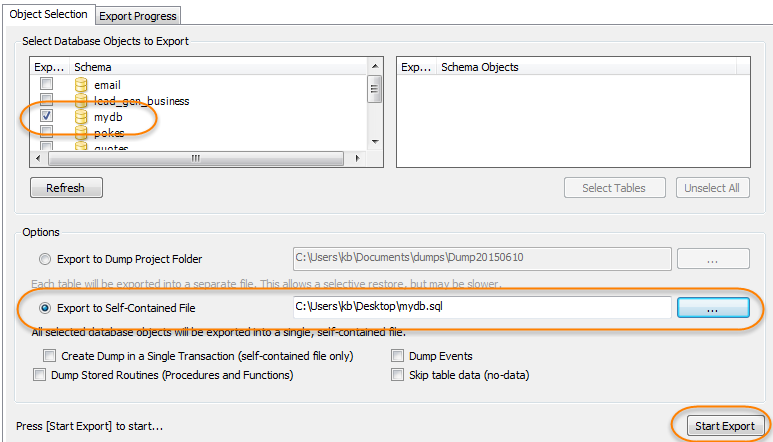 Object Selection Export Progress
Select Database Objects to Export
Exp... Schema
email
lead_gen_business
mydb
pokes
quotes
Exp... Schema Objects
Refresh
Select Tables Unselect All
Options
Export to Dump Project Folder C:\Users\kb\Documents\dumps\Dump20150610 ...
Each table will be exported into a separate file. This allows a selective restore, but may be slower.
Export to Self-Contained File C:\Users\kb\Desktop\mydb.sql ...
All selected database objects will be exported into a single, self-contained file.
Create Dump in a Single Transaction (self-contained file only) Dump Events
Dump Stored Routines (Procedures and Functions) Skip table data (no-data)
Press [Start Export] to start... Start Export